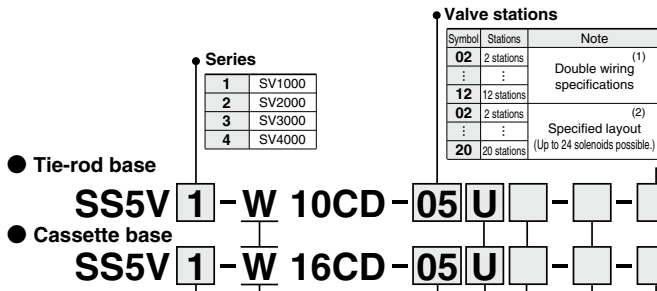 Valve stations
Symbol Stations Note
02 2 stations (1)
⋮ ⋮ Double wiring specifications
12 12 stations
02 2 stations (2)
⋮ ⋮ Specified layout
20 20 stations (Up to 24 solenoids possible.)
Series
1 SV1000
2 SV2000
3 SV3000
4 SV4000
● Tie-rod base
SS5V 1 - W 10CD - 05 U □ - □ - □
● Cassette base
SS5V 1 - W 16CD - 05 U □ - □ - □